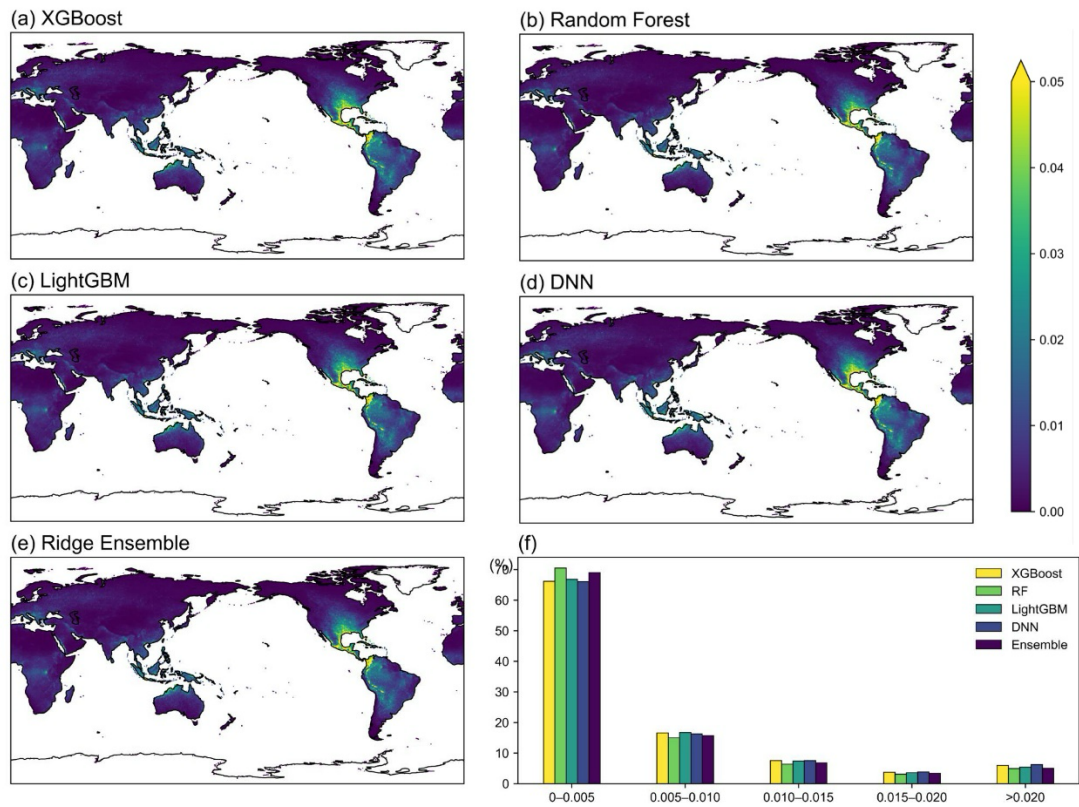 (a) XGBoost
(b) Random Forest
0.05
0.04
0.03
0.02
0.01
0.00
(c) LightGBM
(d) DNN
(e) Ridge Ensemble
(f)
(%)
70
60
50
40
30
20
10
0
XGBoost
RF
LightGBM
DNN
Ensemble
0–0.005
0.005–0.010
0.010–0.015
0.015–0.020
>0.020